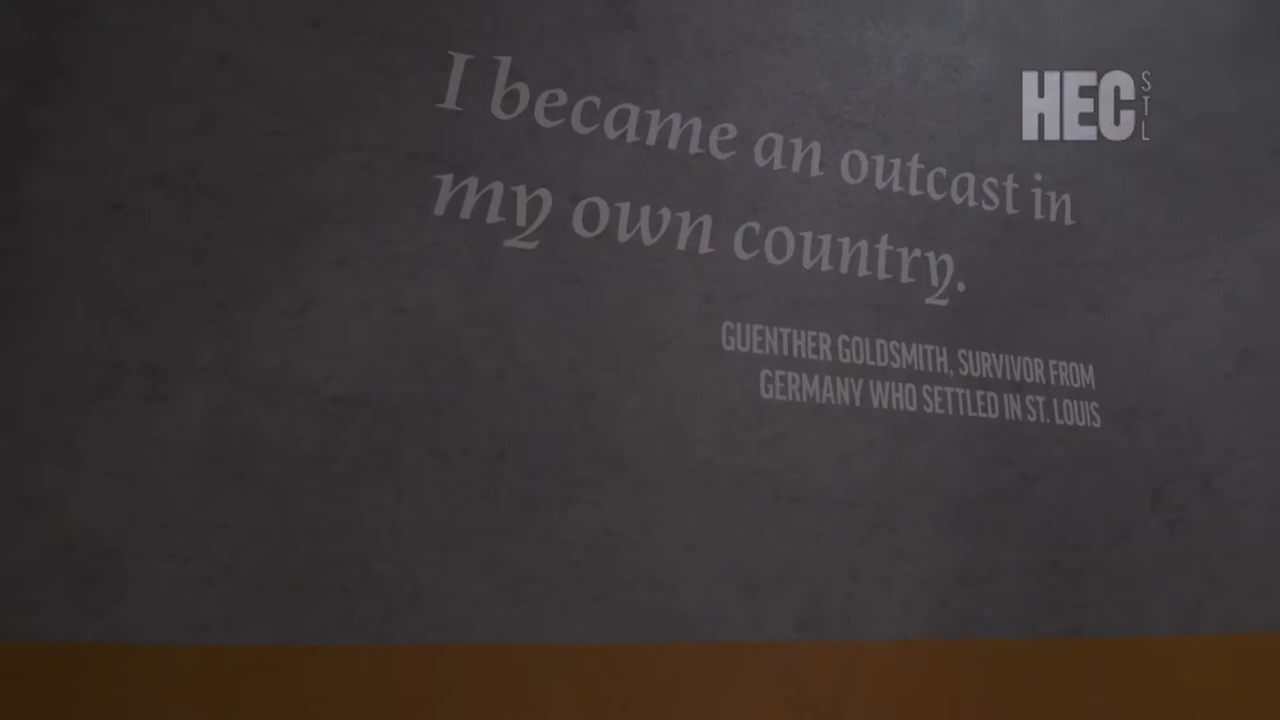 I became an outcast in
my own country.
GUENTHER GOLDSMITH, SURVIVOR FROM
GERMANY WHO SETTLED IN ST. LOUIS
HEC STL